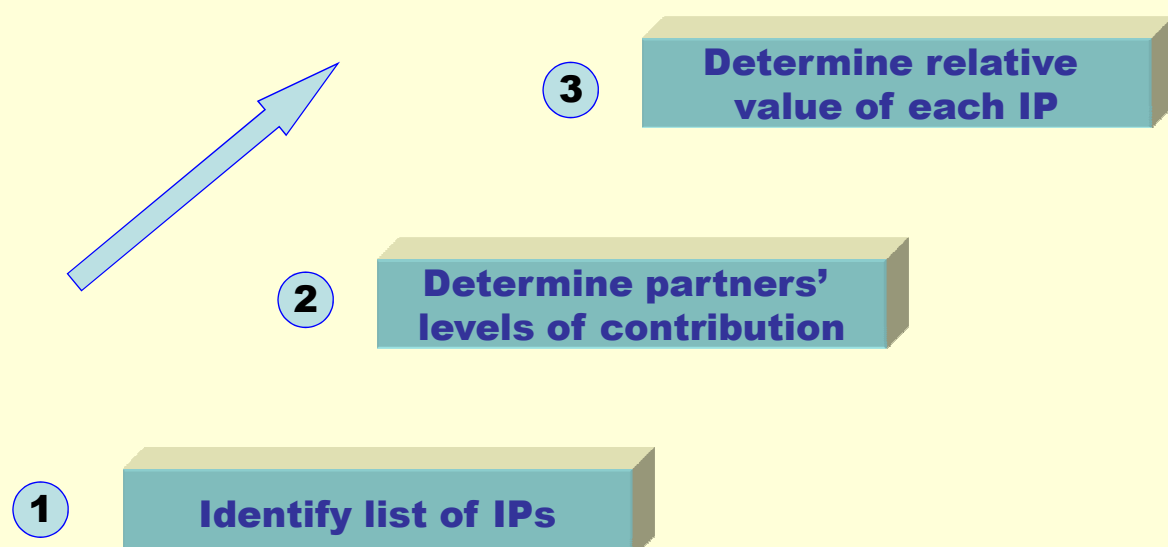 3
Determine relative
value of each IP
2
Determine partners’
levels of contribution
1
Identify list of IPs